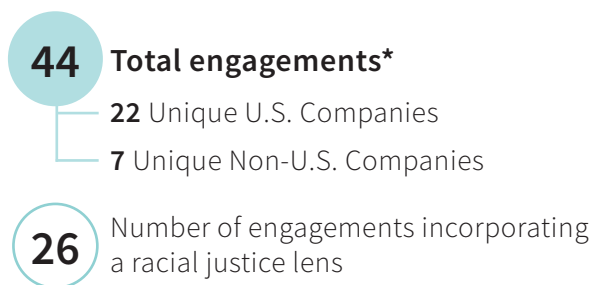 44 Total engagements*
22 Unique U.S. Companies
7 Unique Non-U.S. Companies
26 Number of engagements incorporating
a racial justice lens